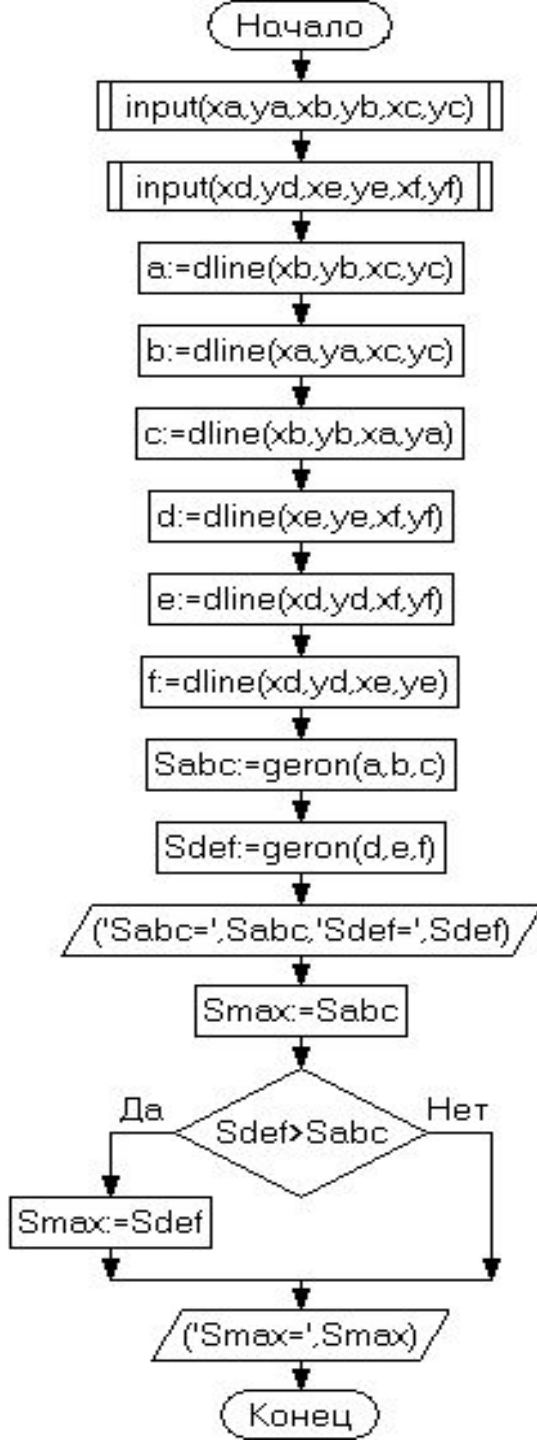 Начало
input(xa,ya,xb,yb,xc,yc)
input(xd,yd,xe,ye,xf,yf)
a:=dline(xb,yb,xc,yc)
b:=dline(xa,ya,xc,yc)
c:=dline(xb,yb,xa,ya)
d:=dline(xe,ye,xf,yf)
e:=dline(xd,yd,xf,yf)
f:=dline(xd,yd,xe,ye)
Sabc:=geron(a,b,c)
Sdef:=geron(d,e,f)
('Sabc=',Sabc,'Sdef=',Sdef)
Smax:=Sabc
Да
Нет
Sdef>Sabc
Smax:=Sdef
('Smax=',Smax)
Конец